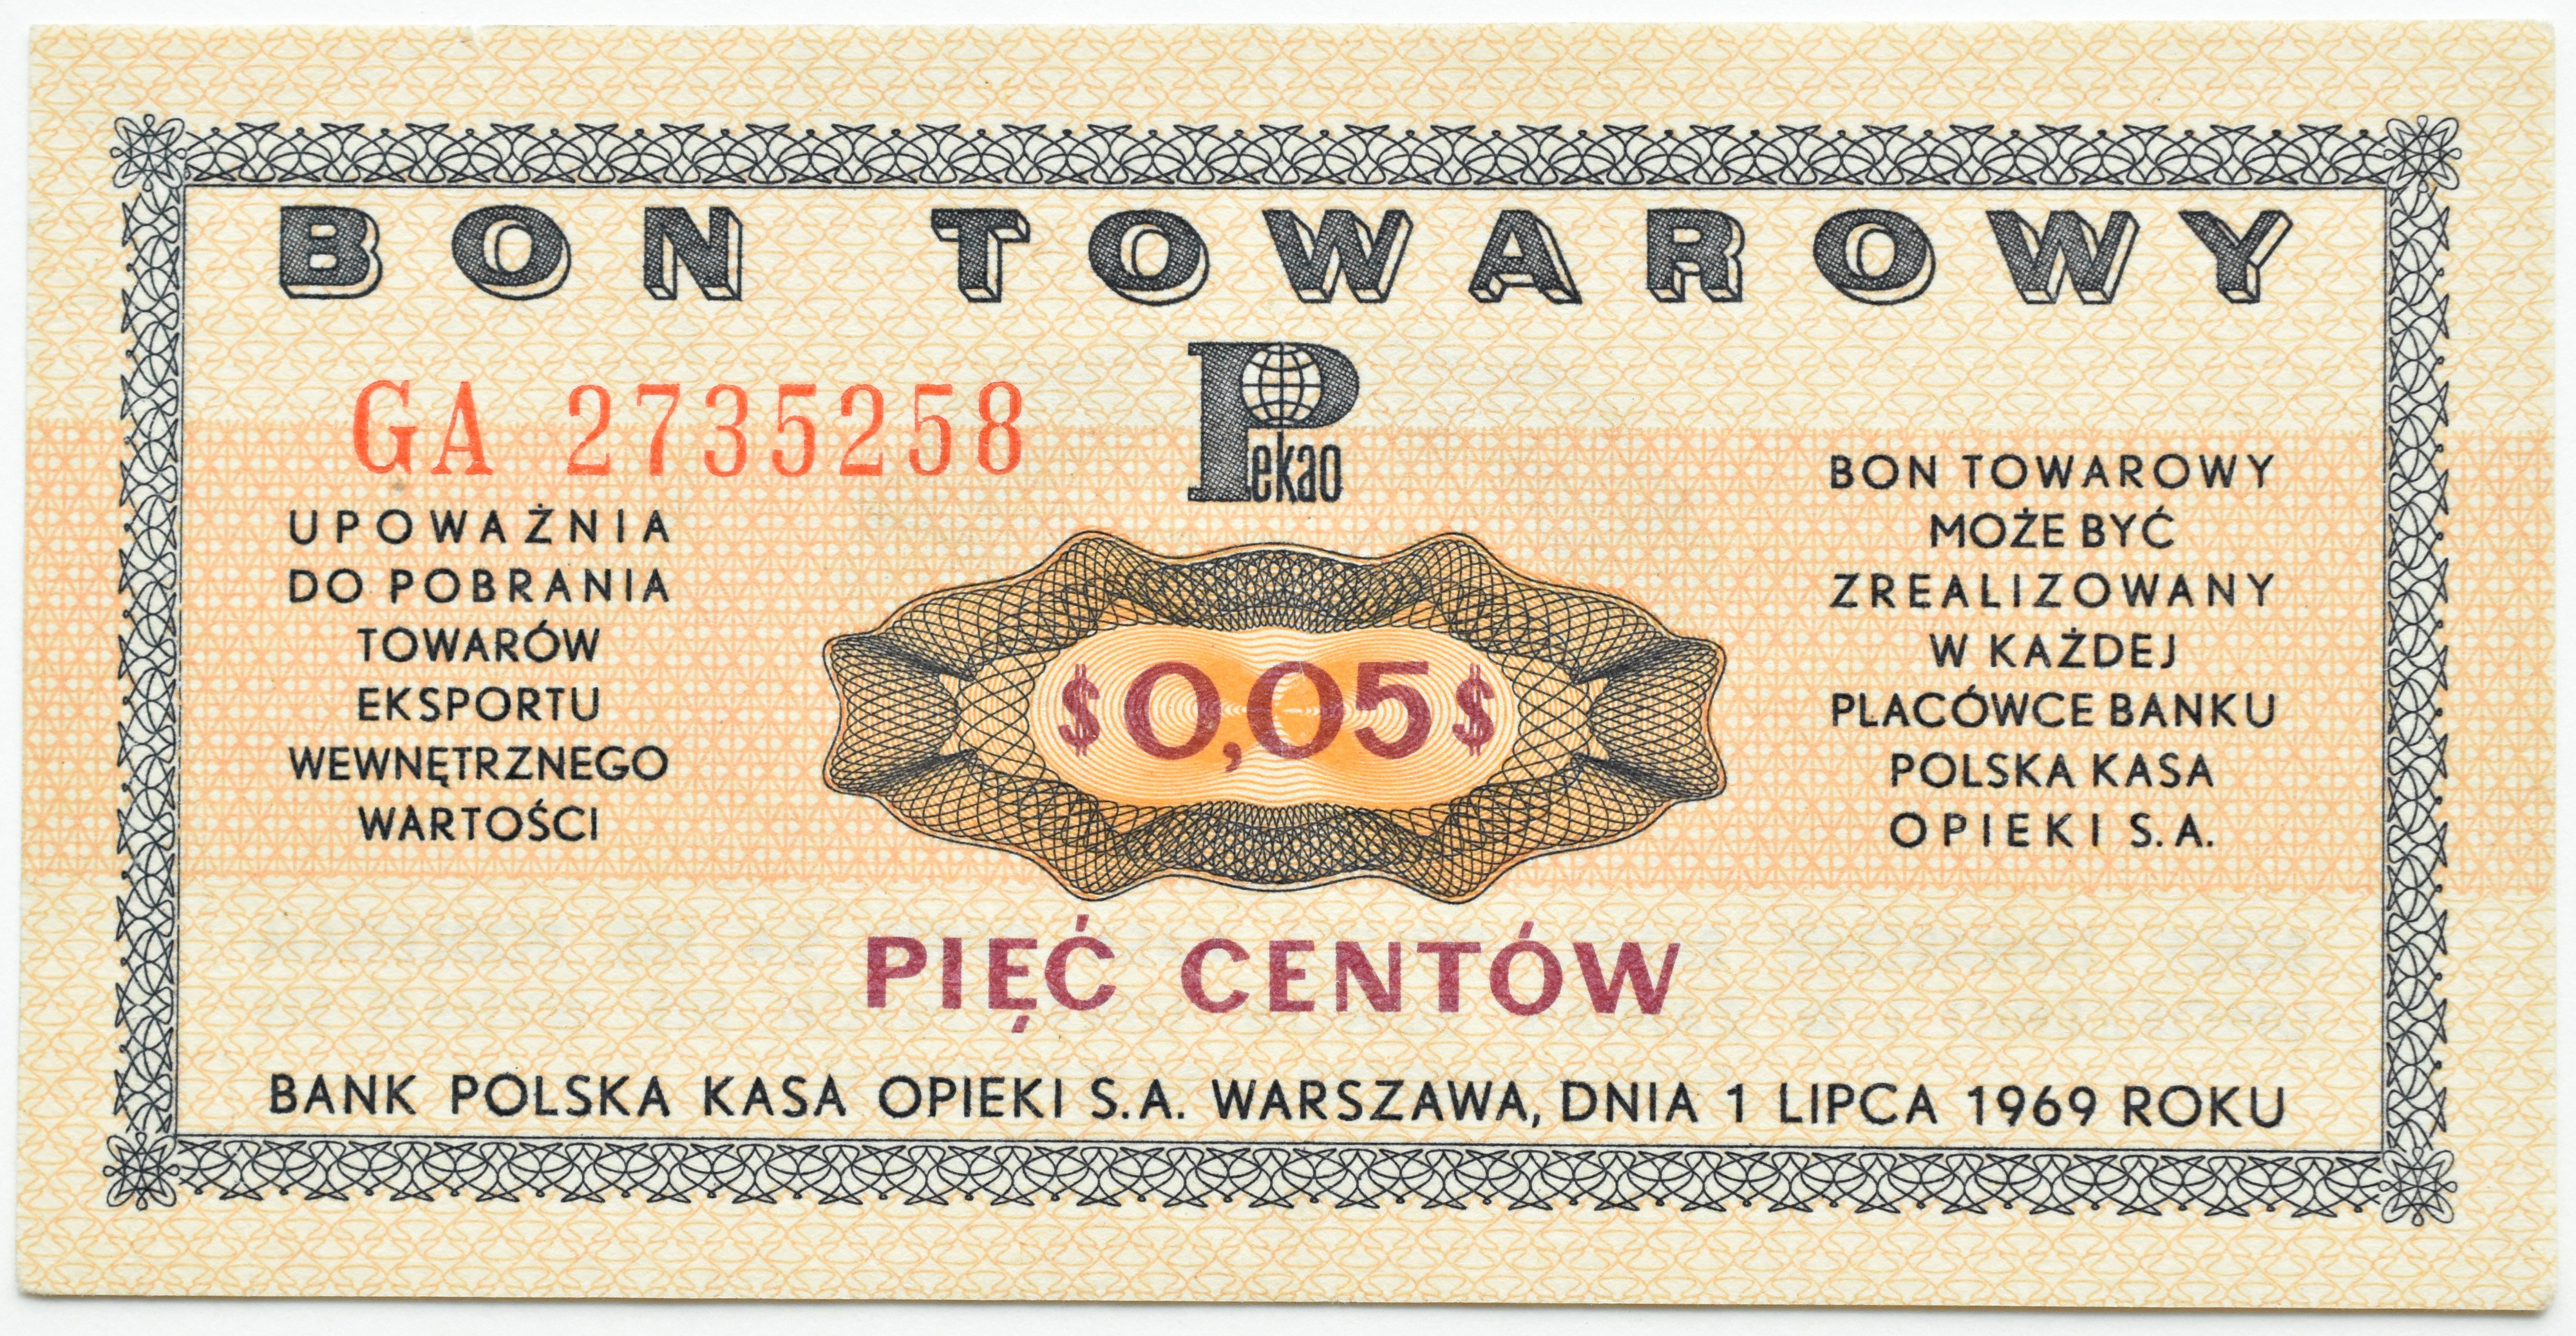 BON TOWAROWY
Pekao
GA 2735258
UPOWAŻNIA
DO POBRANIA
TOWARÓW
EKSPORTU
WEWNĘTRZNEGO
WARTOŚCI
$0,05$
BON TOWAROWY
MOŻE BYĆ
ZREALIZOWANY
W KAŻDEJ
PLACÓWCE BANKU
POLSKA KASA
OPIEKI S.A.
PIĘĆ CENTÓW
BANK POLSKA KASA OPIEKI S.A. WARSZAWA, DNIA 1 LIPCA 1969 ROKU